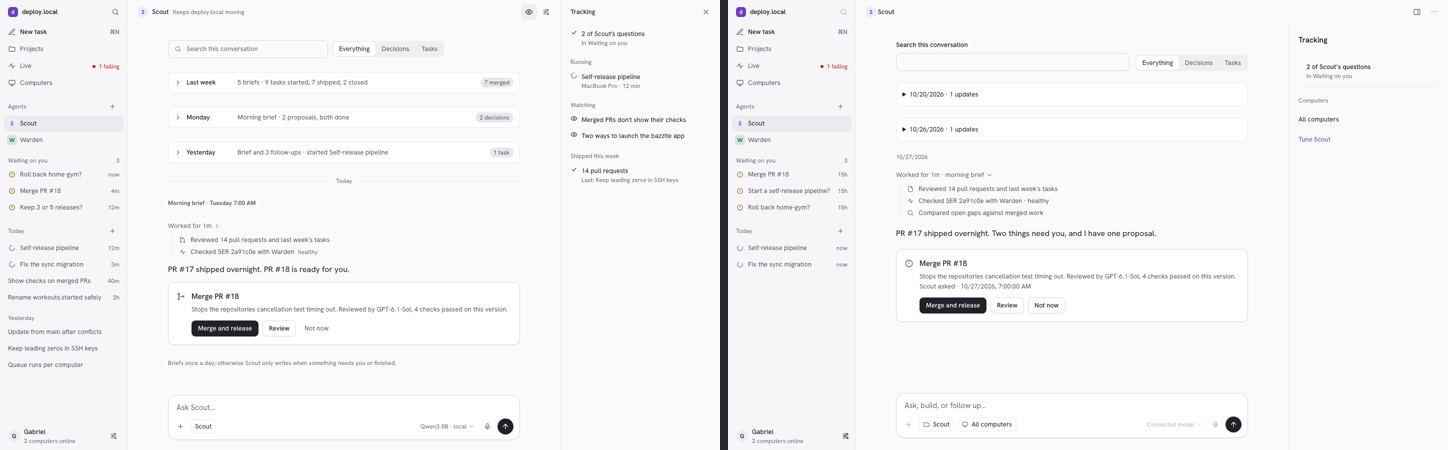 d deploy.local
New task ⌘N
Projects
Live 1 failing
Computers
Agents
S Scout
W Warden
Waiting on you 3
Roll back home-gym? now
Merge PR #18 4m
Keep 3 or 5 releases? 12m
Today
Self-release pipeline 12m
Fix the sync migration 3m
Show checks on merged PRs 40m
Rename workouts.started safely 2h
Yesterday
Update from main after conflicts
Keep leading zeros in SSH keys
Queue runs per computer
G Gabriel
3 computers online
S Scout Keeps deploy.local moving
Search this conversation
Everything Decisions Tasks
Last week 5 briefs · 9 tasks started, 7 shipped, 2 closed 7 merged
Monday Morning brief · 2 proposals, both done 2 decisions
Yesterday Brief and 3 follow-ups · started Self-release pipeline 1 task
Today
Morning brief · Tuesday 7:00 AM
Worked for 1m
Reviewed 14 pull requests and last week's tasks
Checked SER 2a91c0e with Warden healthy
PR #17 shipped overnight. PR #18 is ready for you.
Merge PR #18
Stops the repositories cancellation test timing out. Reviewed by GPT-6.1-Sol, 4 checks passed on this version.
Merge and release Review Not now
Briefs once a day; otherwise Scout only writes when something needs you or finished.
Ask Scout...
Scout Qwen3-8B · local
Tracking
2 of Scout's questions
In Waiting on you
Running
Self-release pipeline
MacBook Pro · 12 min
Watching
Merged PRs don't show their checks
Two ways to launch the bazzite app
Shipped this week
14 pull requests
Last: Keep leading zeros in SSH keys
d deploy.local
New task ⌘N
Projects
Live 1 failing
Computers
Agents
S Scout
W Warden
Waiting on you 3
Merge PR #18 15h
Start a self-release pipeline? 15h
Roll back home-gym? 15h
Today
Self-release pipeline now
Fix the sync migration now
G Gabriel
3 computers online
S Scout
Search this conversation
Everything Decisions Tasks
10/20/2026 · 1 updates
10/26/2026 · 1 updates
10/27/2026
Worked for 1m · morning brief
Reviewed 14 pull requests and last week's tasks
Checked SER 2a91c0e with Warden · healthy
Compared open gaps against merged work
PR #17 shipped overnight. Two things need you, and I have one proposal.
Merge PR #18
Stops the repositories cancellation test timing out. Reviewed by GPT-6.1-Sol, 4 checks passed on this version.
Scout asked · 10/27/2026, 7:00:00 AM
Merge and release Review Not now
Ask, build, or follow up...
Scout All computers Connected model
Tracking
2 of Scout's questions
In Waiting on you
Computers
All computers
Tune Scout